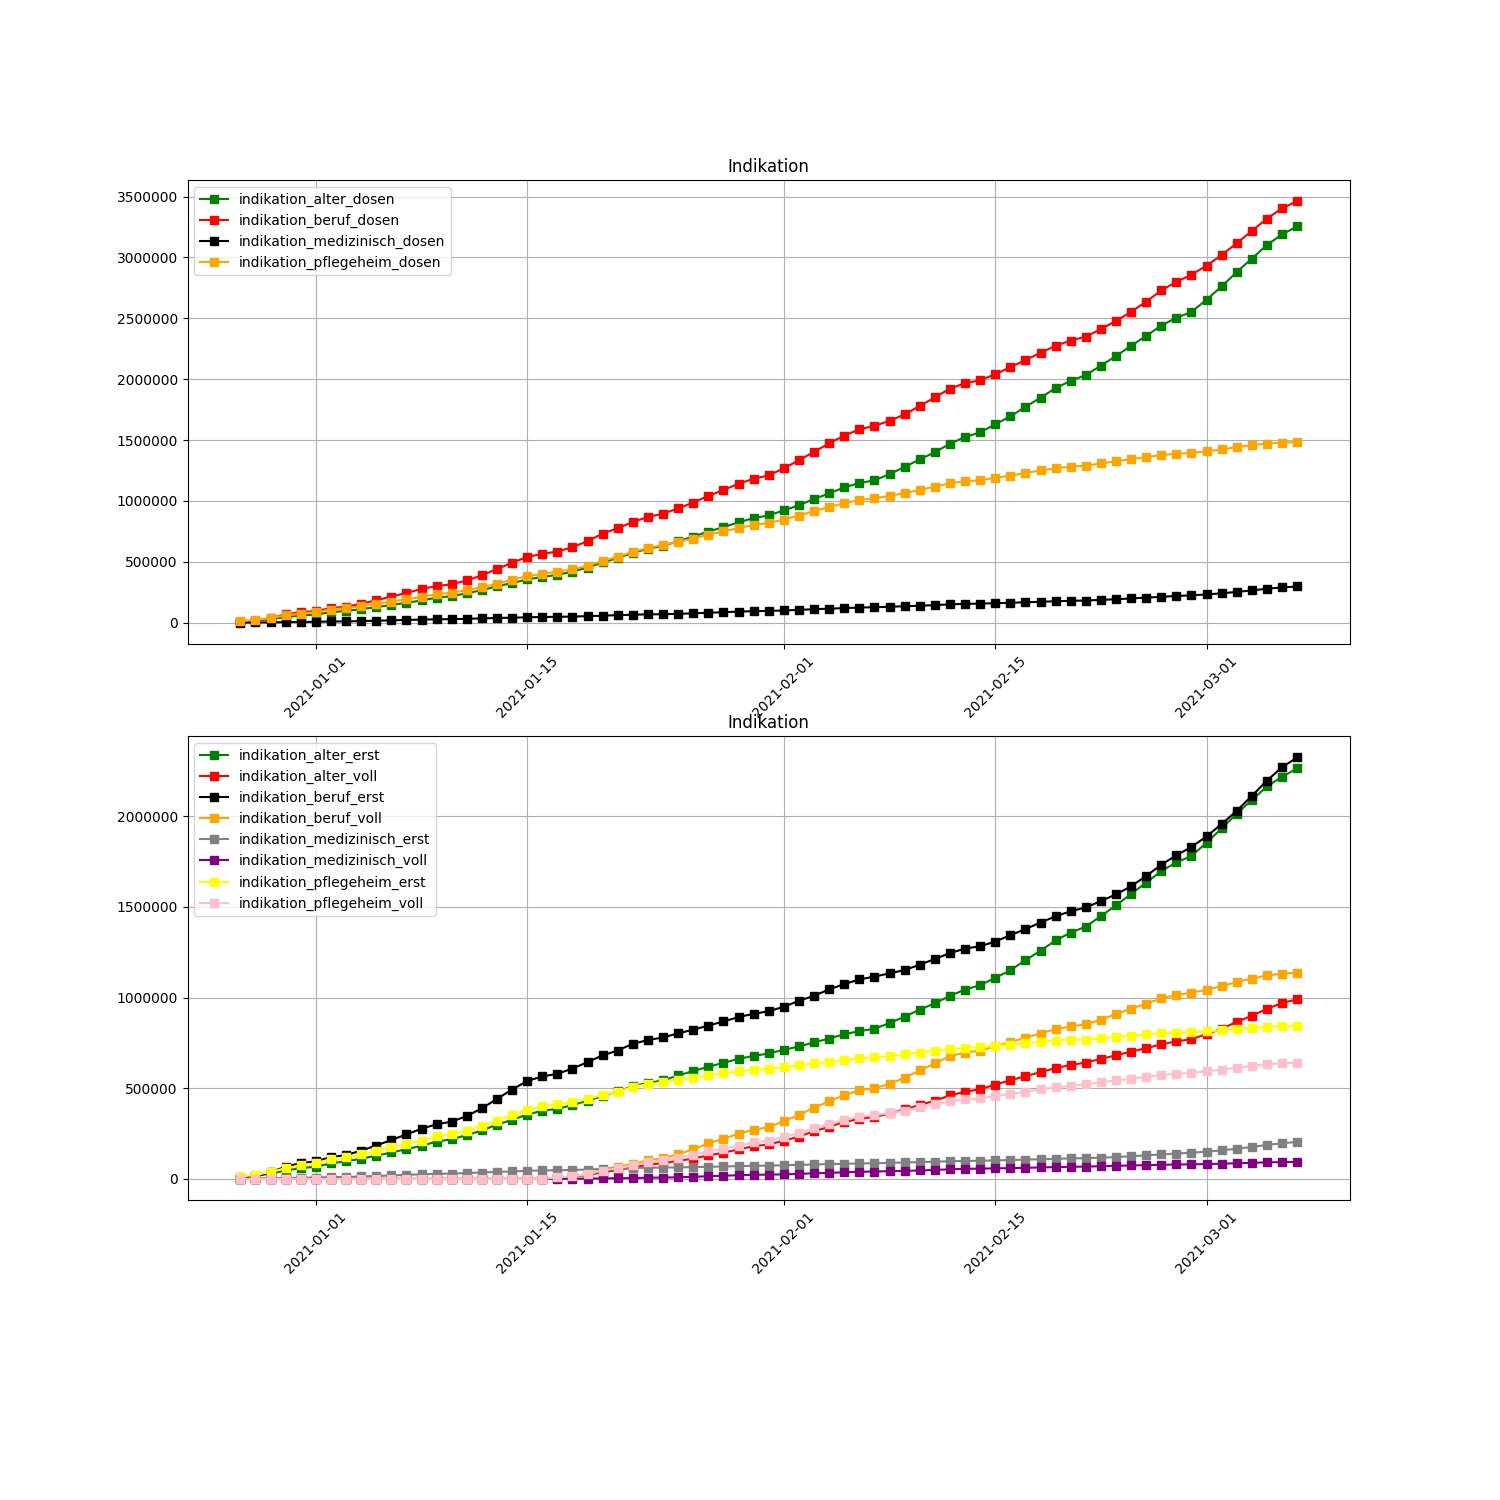 Indikation
3500000
3000000
2500000
2000000
1500000
1000000
500000
0
indikation_alter_dosen
indikation_beruf_dosen
indikation_medizinisch_dosen
indikation_pflegeheim_dosen
2021-01-01
2021-01-15
2021-02-01
2021-02-15
2021-03-01
Indikation
2000000
1500000
1000000
500000
0
indikation_alter_erst
indikation_alter_voll
indikation_beruf_erst
indikation_beruf_voll
indikation_medizinisch_erst
indikation_medizinisch_voll
indikation_pflegeheim_erst
indikation_pflegeheim_voll
2021-01-01
2021-01-15
2021-02-01
2021-02-15
2021-03-01